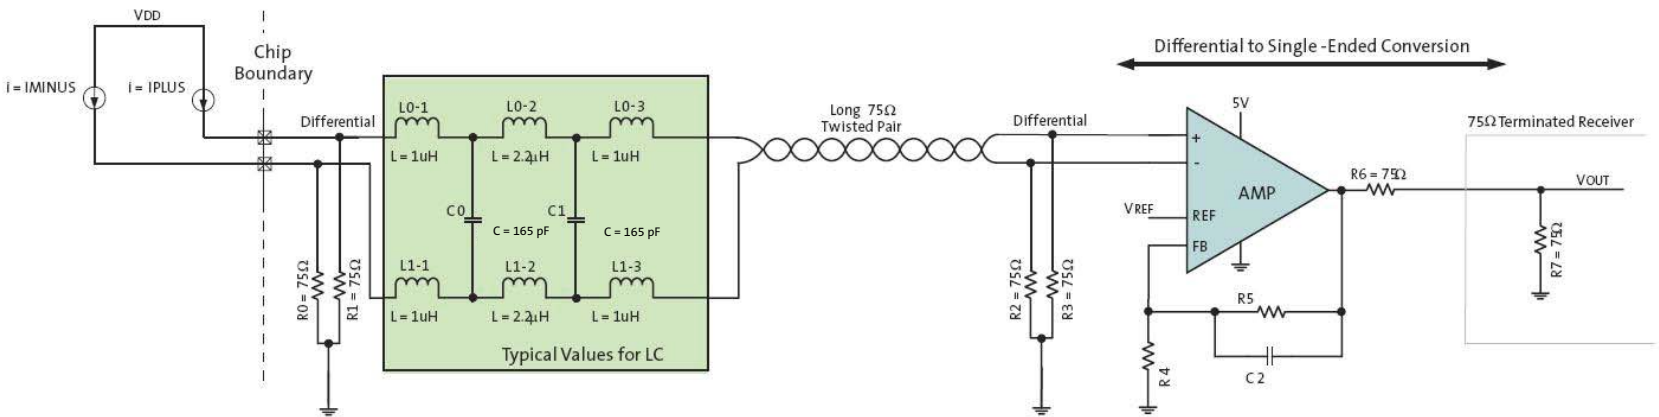 VDD
i = IMINUS
i = IPLUS
Chip
Boundary
Differential
R0 = 75Ω
R1 = 75Ω
L0-1
L0-2
L0-3
L = 1uH
L = 2.2µH
L = 1uH
C0
C = 165 pF
C1
C = 165 pF
L1-1
L1-2
L1-3
L = 1uH
L = 2.2µH
L = 1uH
Typical Values for LC
Long 75Ω
Twisted Pair
Differential
R2 = 75Ω
R3 = 75Ω
Differential to Single -Ended Conversion
5V
+
-
AMP
VREF
REF
FB
R4
R5
C2
R6 = 75Ω
75Ω Terminated Receiver
VOUT
R7 = 75Ω